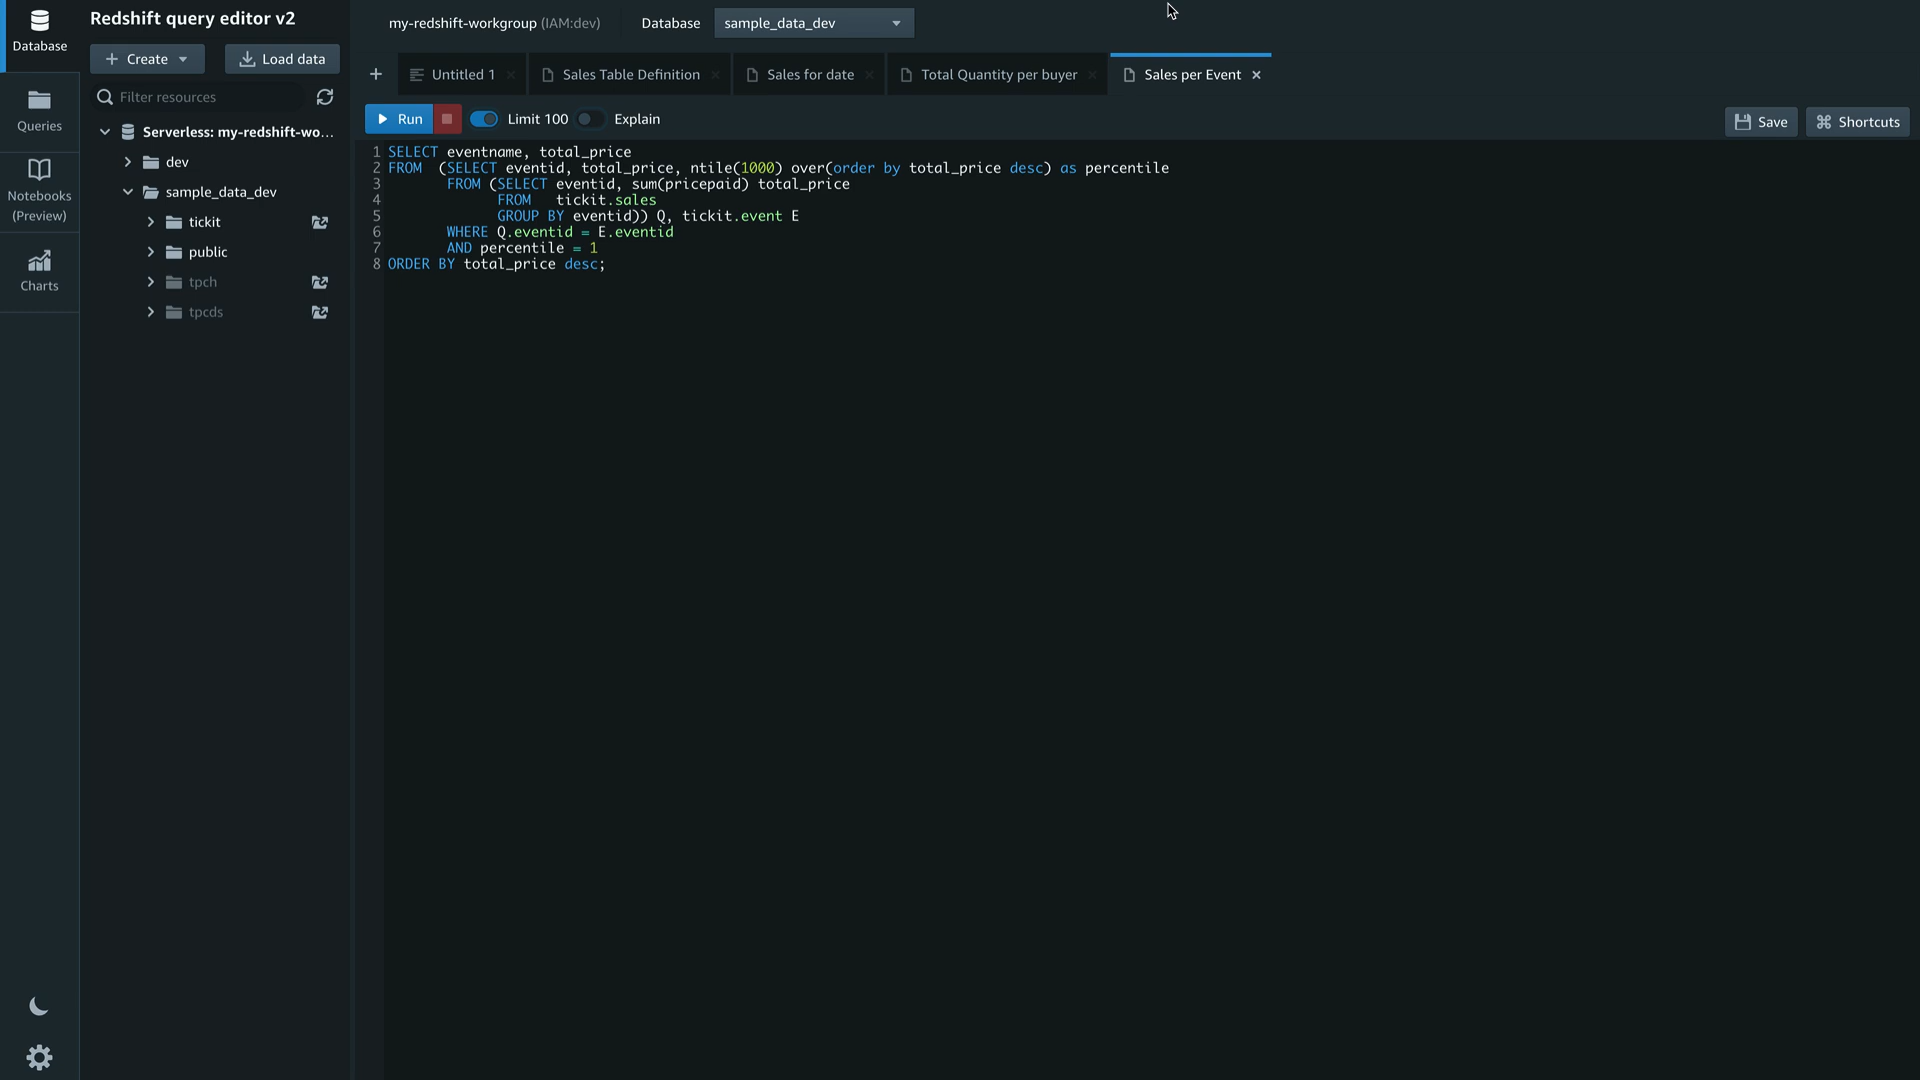 Redshift query editor v2
Database
Create
Load data
Filter resources
Queries
Serverless: my-redshift-wo...
dev
Notebooks
(Preview)
sample_data_dev
tickit
public
Charts
tpch
tpcds
my-redshift-workgroup (IAM:dev)
Database
sample_data_dev
+ Untitled 1 × Sales Table Definition × Sales for date × Total Quantity per buyer × Sales per Event ×
Run Limit 100 Explain Save Shortcuts
1 SELECT eventname, total_price
2 FROM  (SELECT eventid, total_price, ntile(1000) over(order by total_price desc) as percentile
3        FROM (SELECT eventid, sum(pricepaid) total_price
4              FROM   tickit.sales
5              GROUP BY eventid)) Q, tickit.event E
6        WHERE Q.eventid = E.eventid
7        AND percentile = 1
8 ORDER BY total_price desc;